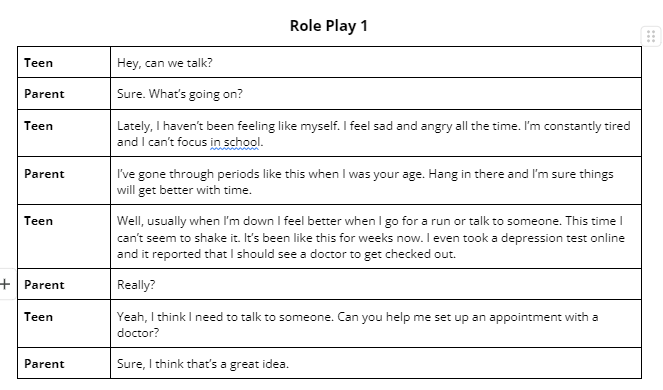 Role Play 1
Teen
Hey, can we talk?
Parent
Sure. What's going on?
Teen
Lately, I haven't been feeling like myself. I feel sad and angry all the time. I'm constantly tired
and I can't focus in school.
Parent
I've gone through periods like this when I was your age. Hang in there and I'm sure things
will get better with time.
Teen
Well, usually when I'm down I feel better when I go for a run or talk to someone. This time I
can't seem to shake it. It's been like this for weeks now. I even took a depression test online
and it reported that I should see a doctor to get checked out.
Parent
Really?
Teen
Yeah, I think I need to talk to someone. Can you help me set up an appointment with a
doctor?
Parent
Sure, I think that's a great idea.